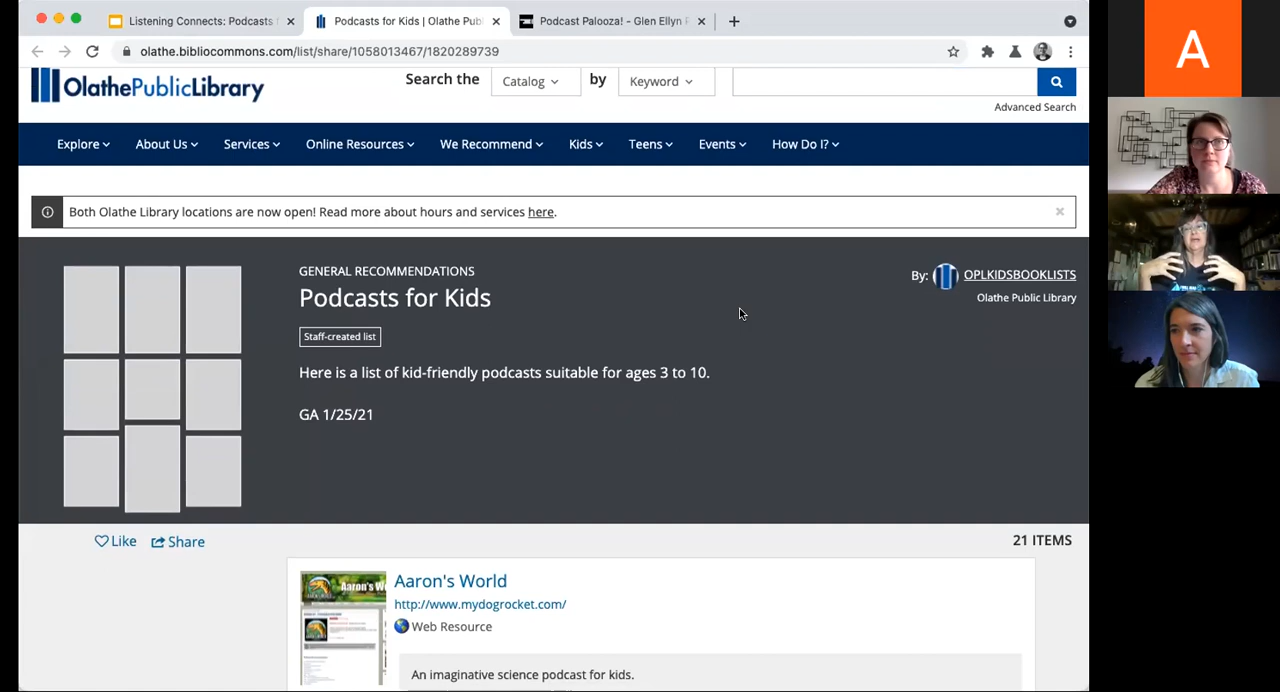 Listening Connects: Podcasts f
Podcasts for Kids | Olathe Publ
Podcast Palooza! - Glen Ellyn P
olathe.bibliocommons.com/list/share/1058013467/1820289739
OlathePublicLibrary
Search the
Catalog
by
Keyword
Advanced Search
Explore
About Us
Services
Online Resources
We Recommend
Kids
Teens
Events
How Do I?
Both Olathe Library locations are now open! Read more about hours and services here.
GENERAL RECOMMENDATIONS
Podcasts for Kids
Staff-created list
Here is a list of kid-friendly podcasts suitable for ages 3 to 10.
GA 1/25/21
By: OPLKIDSBOOKLISTS
Olathe Public Library
Like
Share
21 ITEMS
Aaron's World
http://www.mydogrocket.com/
Web Resource
An imaginative science podcast for kids.
Aaron's Wo
A